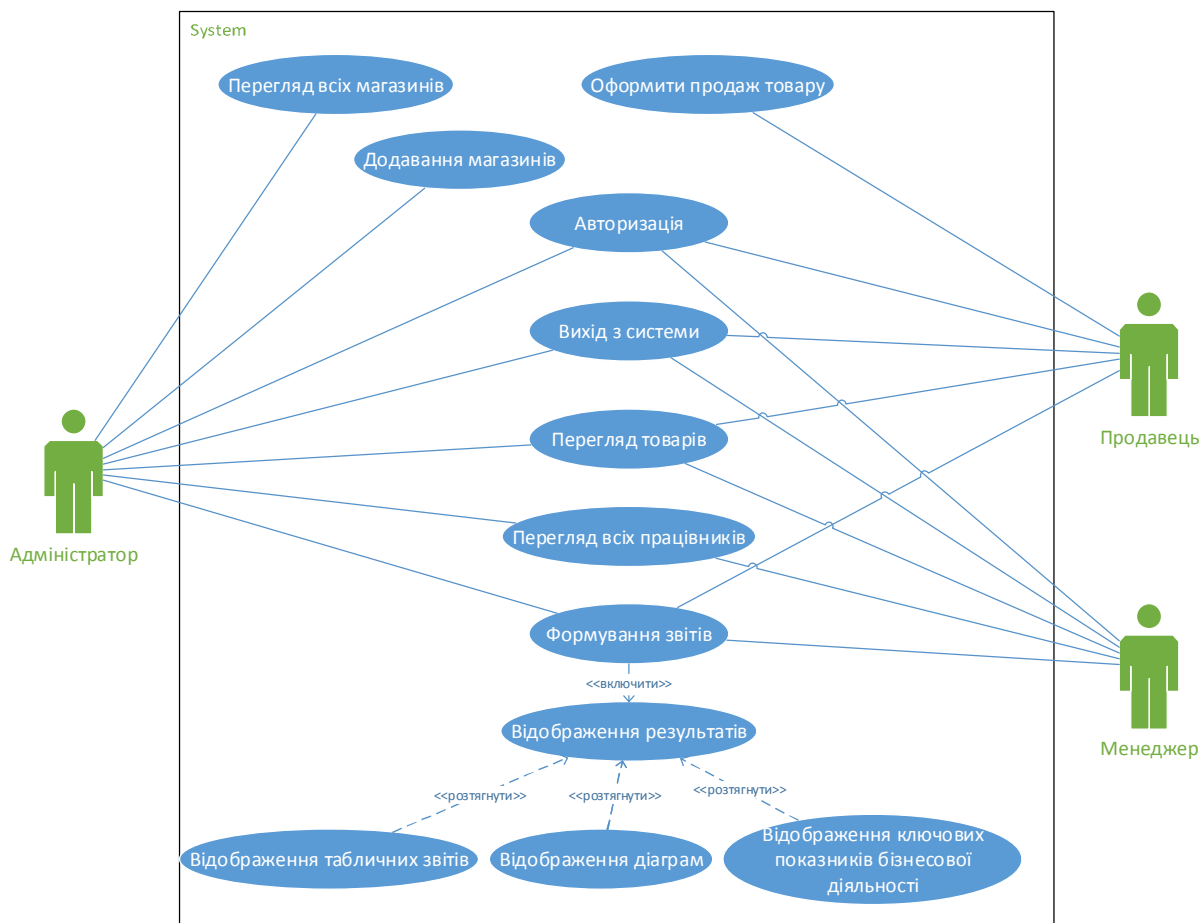 System
Перегляд всіх магазинів
Оформити продаж товару
Додавання магазинів
Авторизація
Вихід з системи
Продавець
Перегляд товарів
Перегляд всіх працівників
Адміністратор
Формування звітів
<<включити>>
Відображення результатів
Менеджер
<<розтягнути>>
<<розтягнути>>
<<розтягнути>>
Відображення табличних звітів
Відображення діаграм
Відображення ключових
показників бізнесової
діяльності